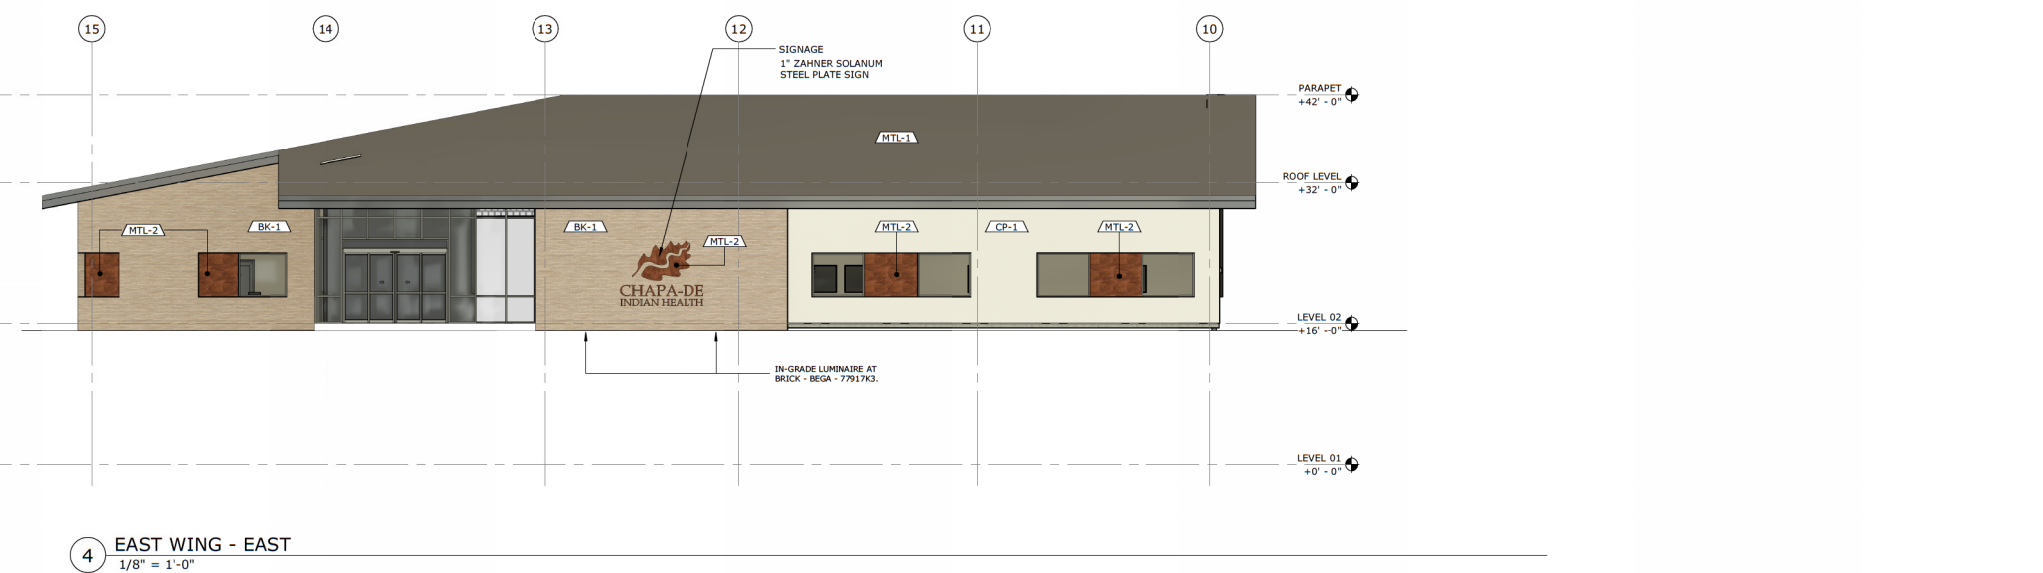 15
14
13
12
11
10
SIGNAGE
1" ZAHNER SOLANUM
STEEL PLATE SIGN
PARAPET
+42' - 0"
MTL-1
ROOF LEVEL
+32' - 0"
MTL-2
BK-1
BK-1
MTL-2
MTL-2
CP-1
MTL-2
CHAPA-DE
INDIAN HEALTH
LEVEL 02
+16' - 0"
IN-GRADE LUMINAIRE AT
BRICK - BEGA - 77917K3.
LEVEL 01
+0' - 0"
4
EAST WING - EAST
1/8" = 1'-0"